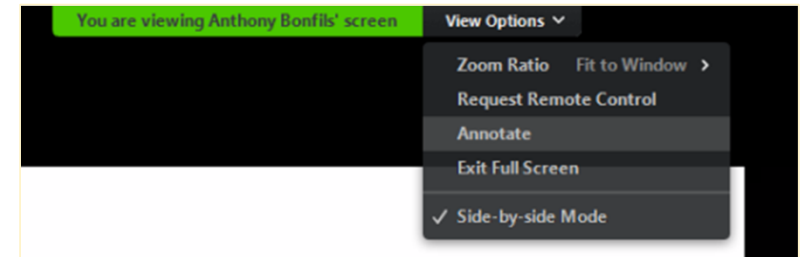 You are viewing Anthony Bonfils' screen View Options
Zoom Ratio Fit to Window
Request Remote Control
Annotate
Exit Full Screen
Side-by-side Mode